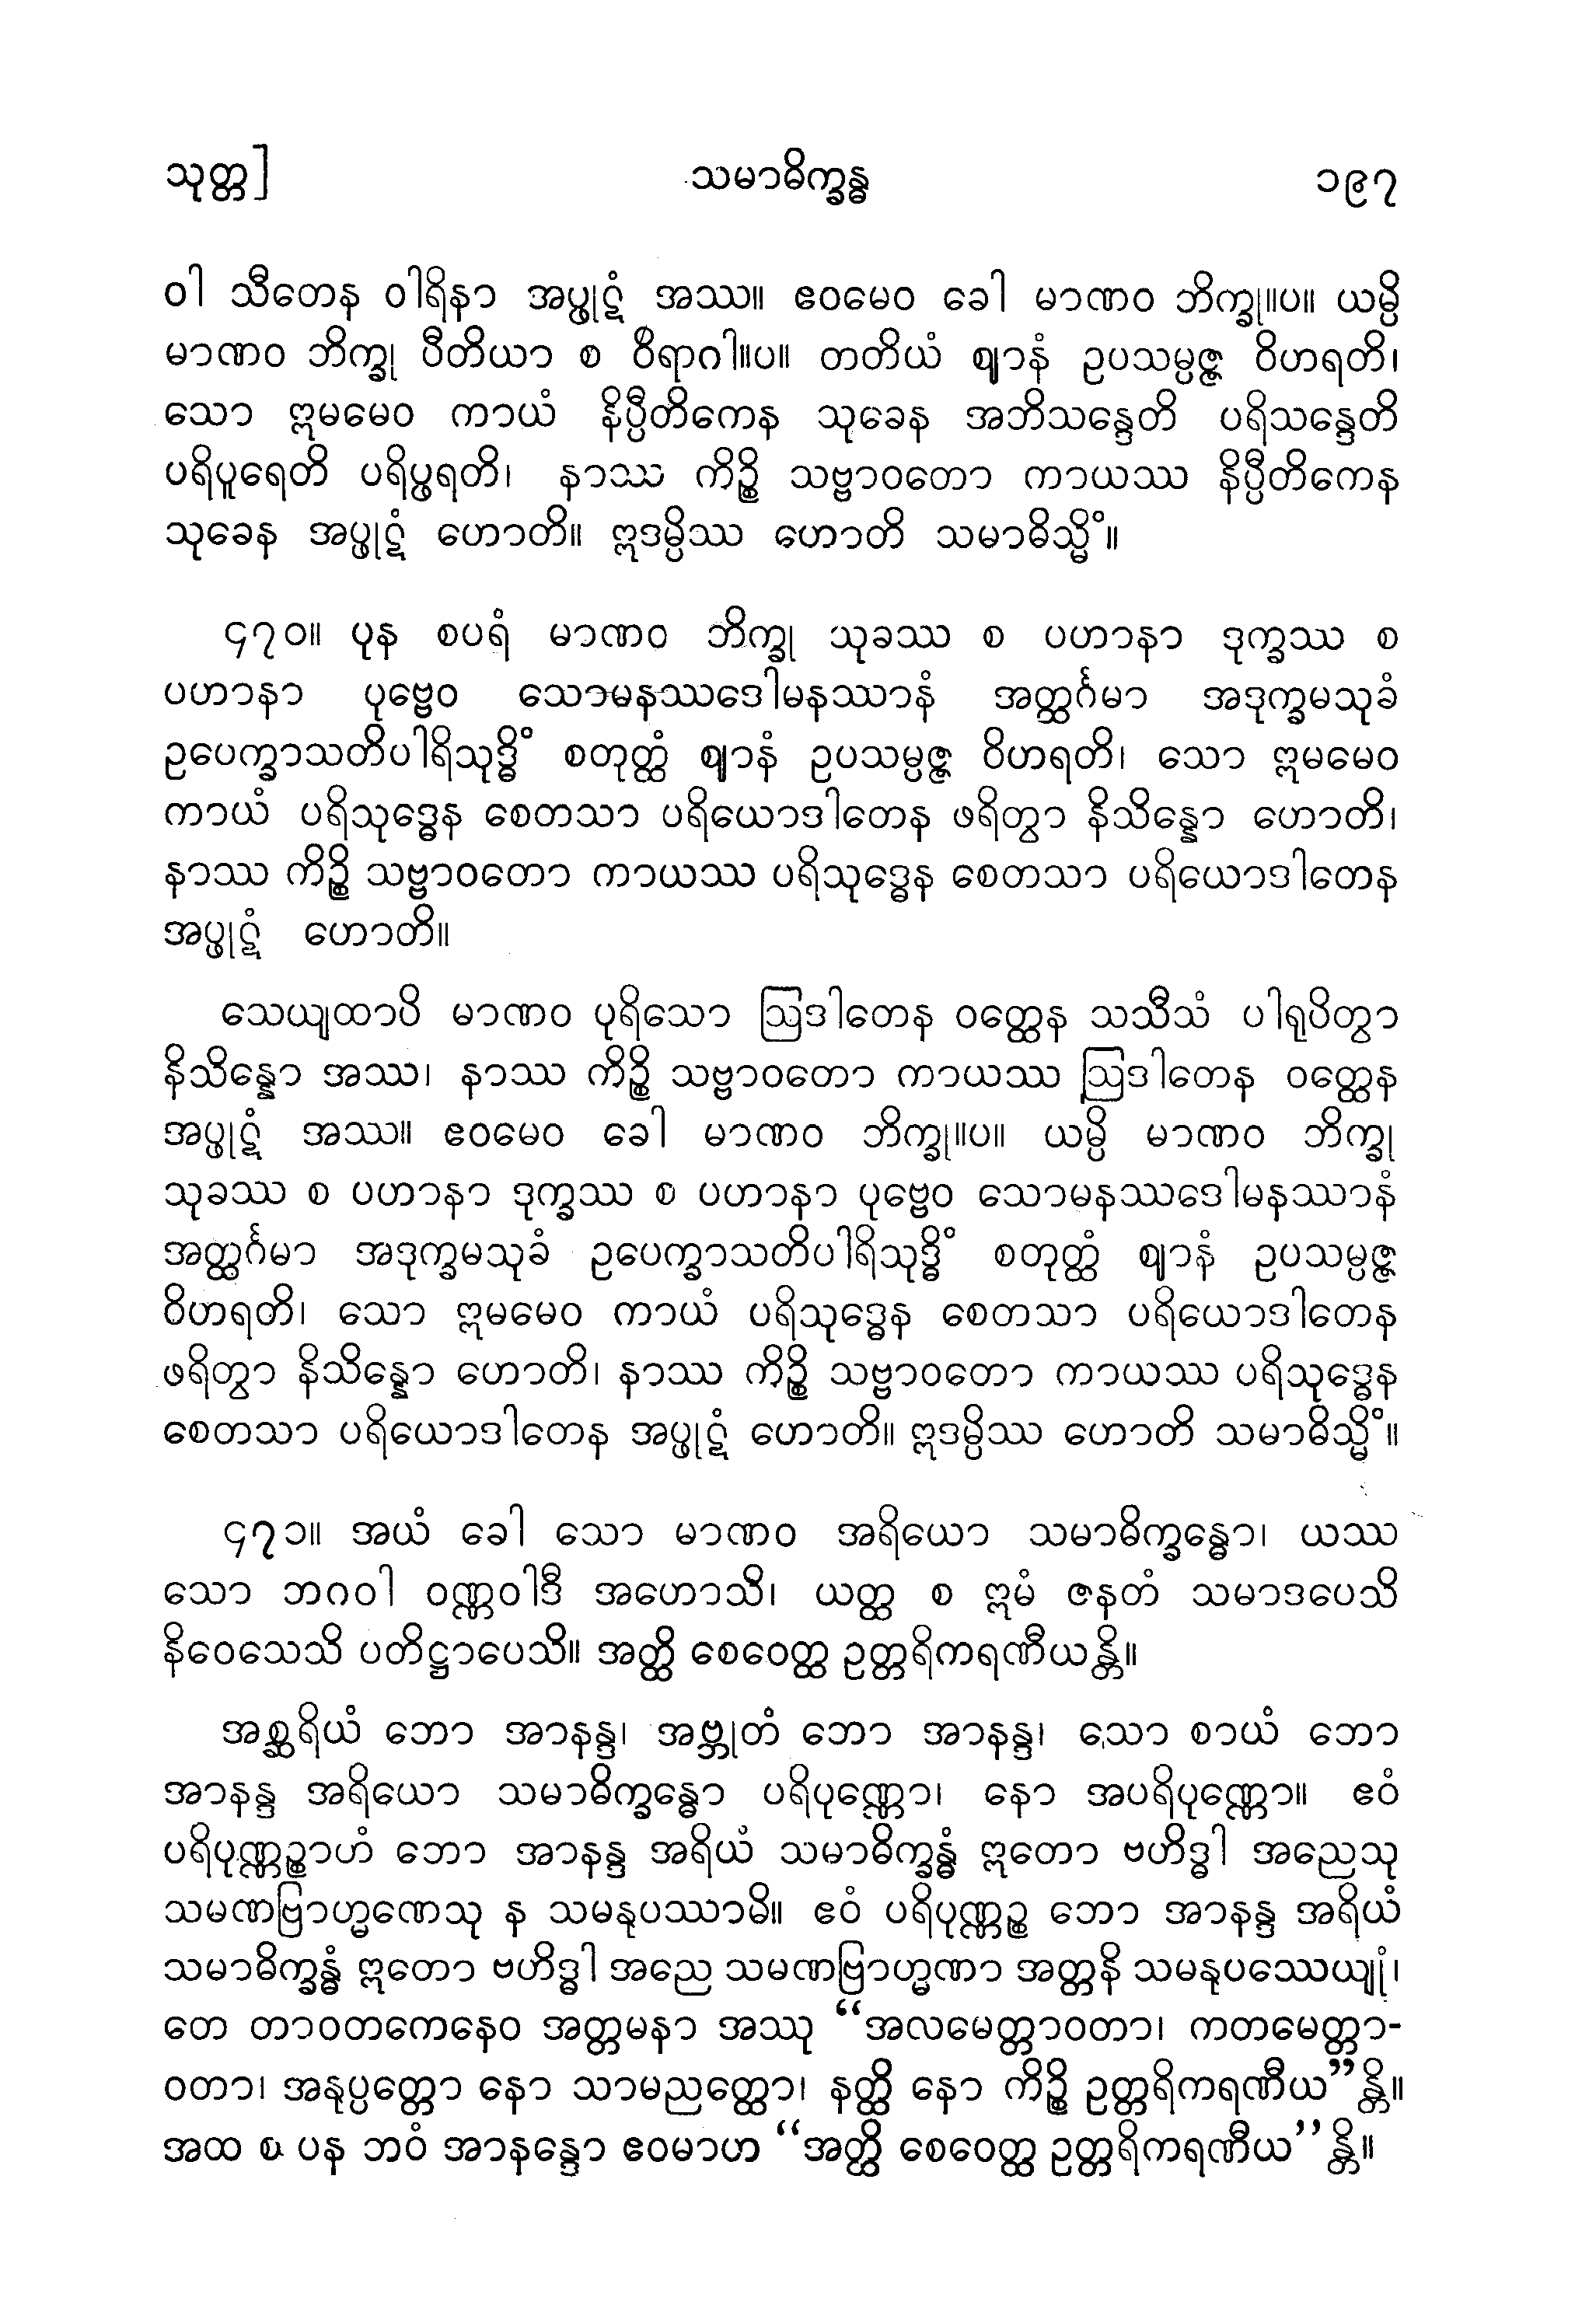 သုတ္တ] သမာဓိက္ခန္ဓ ၁၉၇
ဝါ သီတေန ဝါရိနာ အပ္ဖုဋံ အဿ။ ဧဝမေဝ ခေါ မာဏဝ ဘိက္ခု။ပ။ ယမ္ပိ
မာဏဝ ဘိက္ခု ပီတိယာ စ ဝိရာဂါ။ပ။ တတိယံ ဈာနံ ဥပသမ္ပဇ္ဇ ဝိဟရတိ၊
သော ဣမမေဝ ကာယံ နိပ္ပီတိကေန သုခေန အဘိသန္ဒေတိ ပရိသန္ဒေတိ
ပရိပူရေတိ ပရိပ္ဖရတိ၊ နာဿ ကိဉ္စိ သဗ္ဗာဝတော ကာယဿ နိပ္ပီတိကေန
သုခေန အပ္ဖုဋံ ဟောတိ။ ဣဒမ္ပိဿ ဟောတိ သမာဓိသ္မိံ။
၄၇၀။ ပုန စပရံ မာဏဝ ဘိက္ခု သုခဿ စ ပဟာနာ ဒုက္ခဿ စ
ပဟာနာ ပုဗ္ဗေဝ သောမနဿဒေါမနဿာနံ အတ္ထင်္ဂမာ အဒုက္ခမသုခံ
ဥပေက္ခာသတိပါရိသုဒ္ဓိံ စတုတ္ထံ ဈာနံ ဥပသမ္ပဇ္ဇ ဝိဟရတိ၊ သော ဣမမေဝ
ကာယံ ပရိသုဒ္ဓေန စေတသာ ပရိယောဒါတေန ဖရိတွာ နိသိန္နော ဟောတိ၊
နာဿ ကိဉ္စိ သဗ္ဗာဝတော ကာယဿ ပရိသုဒ္ဓေန စေတသာ ပရိယောဒါတေန
အပ္ဖုဋံ ဟောတိ။
သေယျထာပိ မာဏဝ ပုရိသော ဩဒါတေန ဝတ္ထေန သသီသံ ပါရုပိတွာ
နိသိန္နော အဿ၊ နာဿ ကိဉ္စိ သဗ္ဗာဝတော ကာယဿ ဩဒါတေန ဝတ္ထေန
အပ္ဖုဋံ အဿ။ ဧဝမေဝ ခေါ မာဏဝ ဘိက္ခု။ပ။ ယမ္ပိ မာဏဝ ဘိက္ခု
သုခဿ စ ပဟာနာ ဒုက္ခဿ စ ပဟာနာ ပုဗ္ဗေဝ သောမနဿဒေါမနဿာနံ
အတ္ထင်္ဂမာ အဒုက္ခမသုခံ ဥပေက္ခာသတိပါရိသုဒ္ဓိံ စတုတ္ထံ ဈာနံ ဥပသမ္ပဇ္ဇ
ဝိဟရတိ၊ သော ဣမမေဝ ကာယံ ပရိသုဒ္ဓေန စေတသာ ပရိယောဒါတေန
ဖရိတွာ နိသိန္နော ဟောတိ၊ နာဿ ကိဉ္စိ သဗ္ဗာဝတော ကာယဿ ပရိသုဒ္ဓေန
စေတသာ ပရိယောဒါတေန အပ္ဖုဋံ ဟောတိ။ ဣဒမ္ပိဿ ဟောတိ သမာဓိသ္မိံ။
၄၇၁။ အယံ ခေါ သော မာဏဝ အရိယော သမာဓိက္ခန္ဓော၊ ယဿ
သော ဘဂဝါ ဝဏ္ဏဝါဒီ အဟောသိ၊ ယတ္ထ စ ဣမံ ဇနတံ သမာဒပေသိ
နိဝေသေသိ ပတိဋ္ဌာပေသိ။ အတ္ထိ စေဝေတ္ထ ဥတ္တရိကရဏီယန္တိ။
အစ္ဆရိယံ ဘော အာနန္ဒ၊ အဗ္ဘုတံ ဘော အာနန္ဒ၊ သော စာယံ ဘော
အာနန္ဒ အရိယော သမာဓိက္ခန္ဓော ပရိပုဏ္ဏော၊ နော အပရိပုဏ္ဏော။ ဧဝံ
ပရိပုဏ္ဏဉ္စာဟံ ဘော အာနန္ဒ အရိယံ သမာဓိက္ခန္ဓံ ဣတော ဗဟိဒ္ဓါ အညေသု
သမဏဗြာဟ္မဏေသု န သမနုပဿာမိ။ ဧဝံ ပရိပုဏ္ဏဉ္စ ဘော အာနန္ဒ အရိယံ
သမာဓိက္ခန္ဓံ ဣတော ဗဟိဒ္ဓါ အညေ သမဏဗြာဟ္မဏာ အတ္တနိ သမနုပဿေယျုံ၊
တေ တာဝတကေနေဝ အတ္တမနာ အဿု “အလမေတ္တာဝတာ၊ ကတမေတ္တာ-
ဝတာ၊ အနုပ္ပတ္တော နော သာမညတ္ထော၊ နတ္ထိ နော ကိဉ္စိ ဥတ္တရိကရဏီယ”န္တိ။
အထ စ ပန ဘဝံ အာနန္ဒော ဧဝမာဟ “အတ္ထိ စေဝေတ္ထ ဥတ္တရိကရဏီယ”န္တိ။